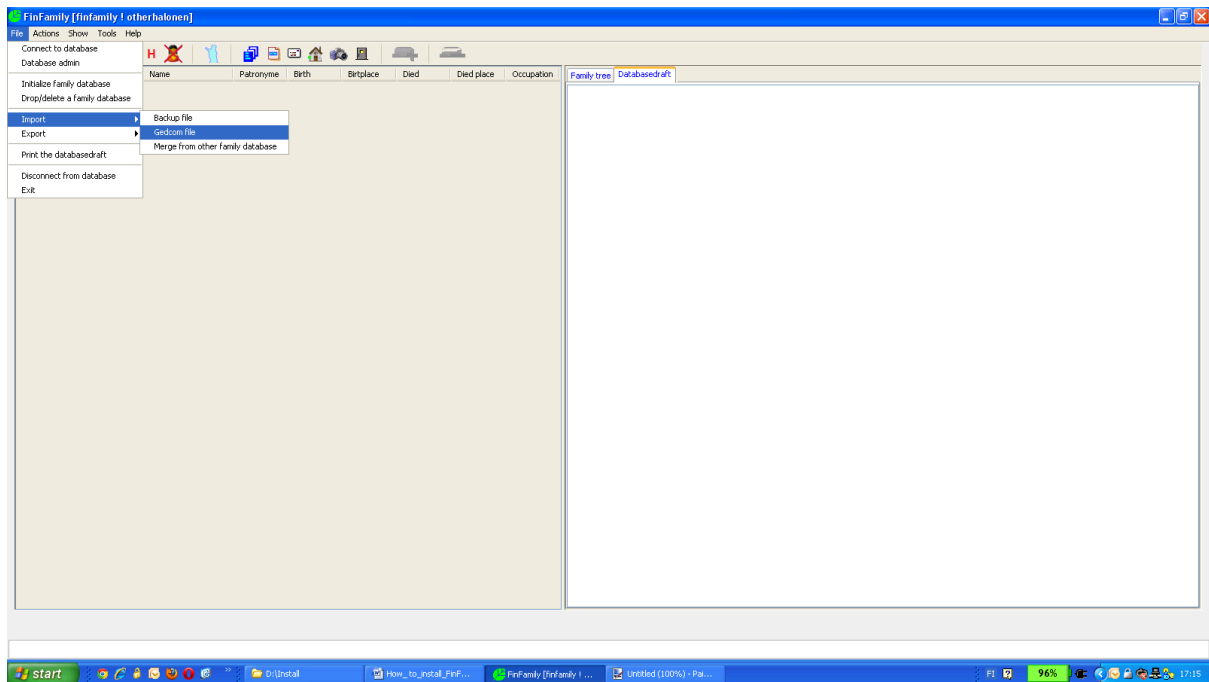 FinFamily [finfamily ! otherhalonen]
File Actions Show Tools Help
Connect to database
Database admin
Initialize family database
Drop/delete a family database
Import
Export
Print the databasedraft
Disconnect from database
Exit
Backup file
Gedcom file
Merge from other family database
H
Name Patronyme Birth Birtplace Died Died place Occupation
Family tree Databasedraft
start
D:\Install
How_to_install_FinF...
FinFamily [finfamily ! ...
Untitled (100%) - Pai...
FI
96%
17:15